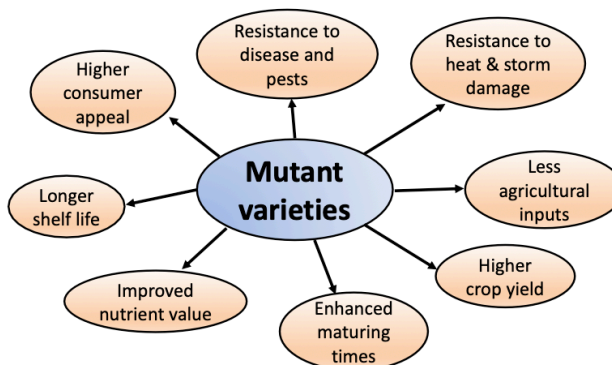 Resistance to
disease and
pests
Resistance to
heat & storm
damage
Higher
consumer
appeal
Mutant
varieties
Less
agricultural
inputs
Longer
shelf life
Higher
crop yield
Improved
nutrient value
Enhanced
maturing
times